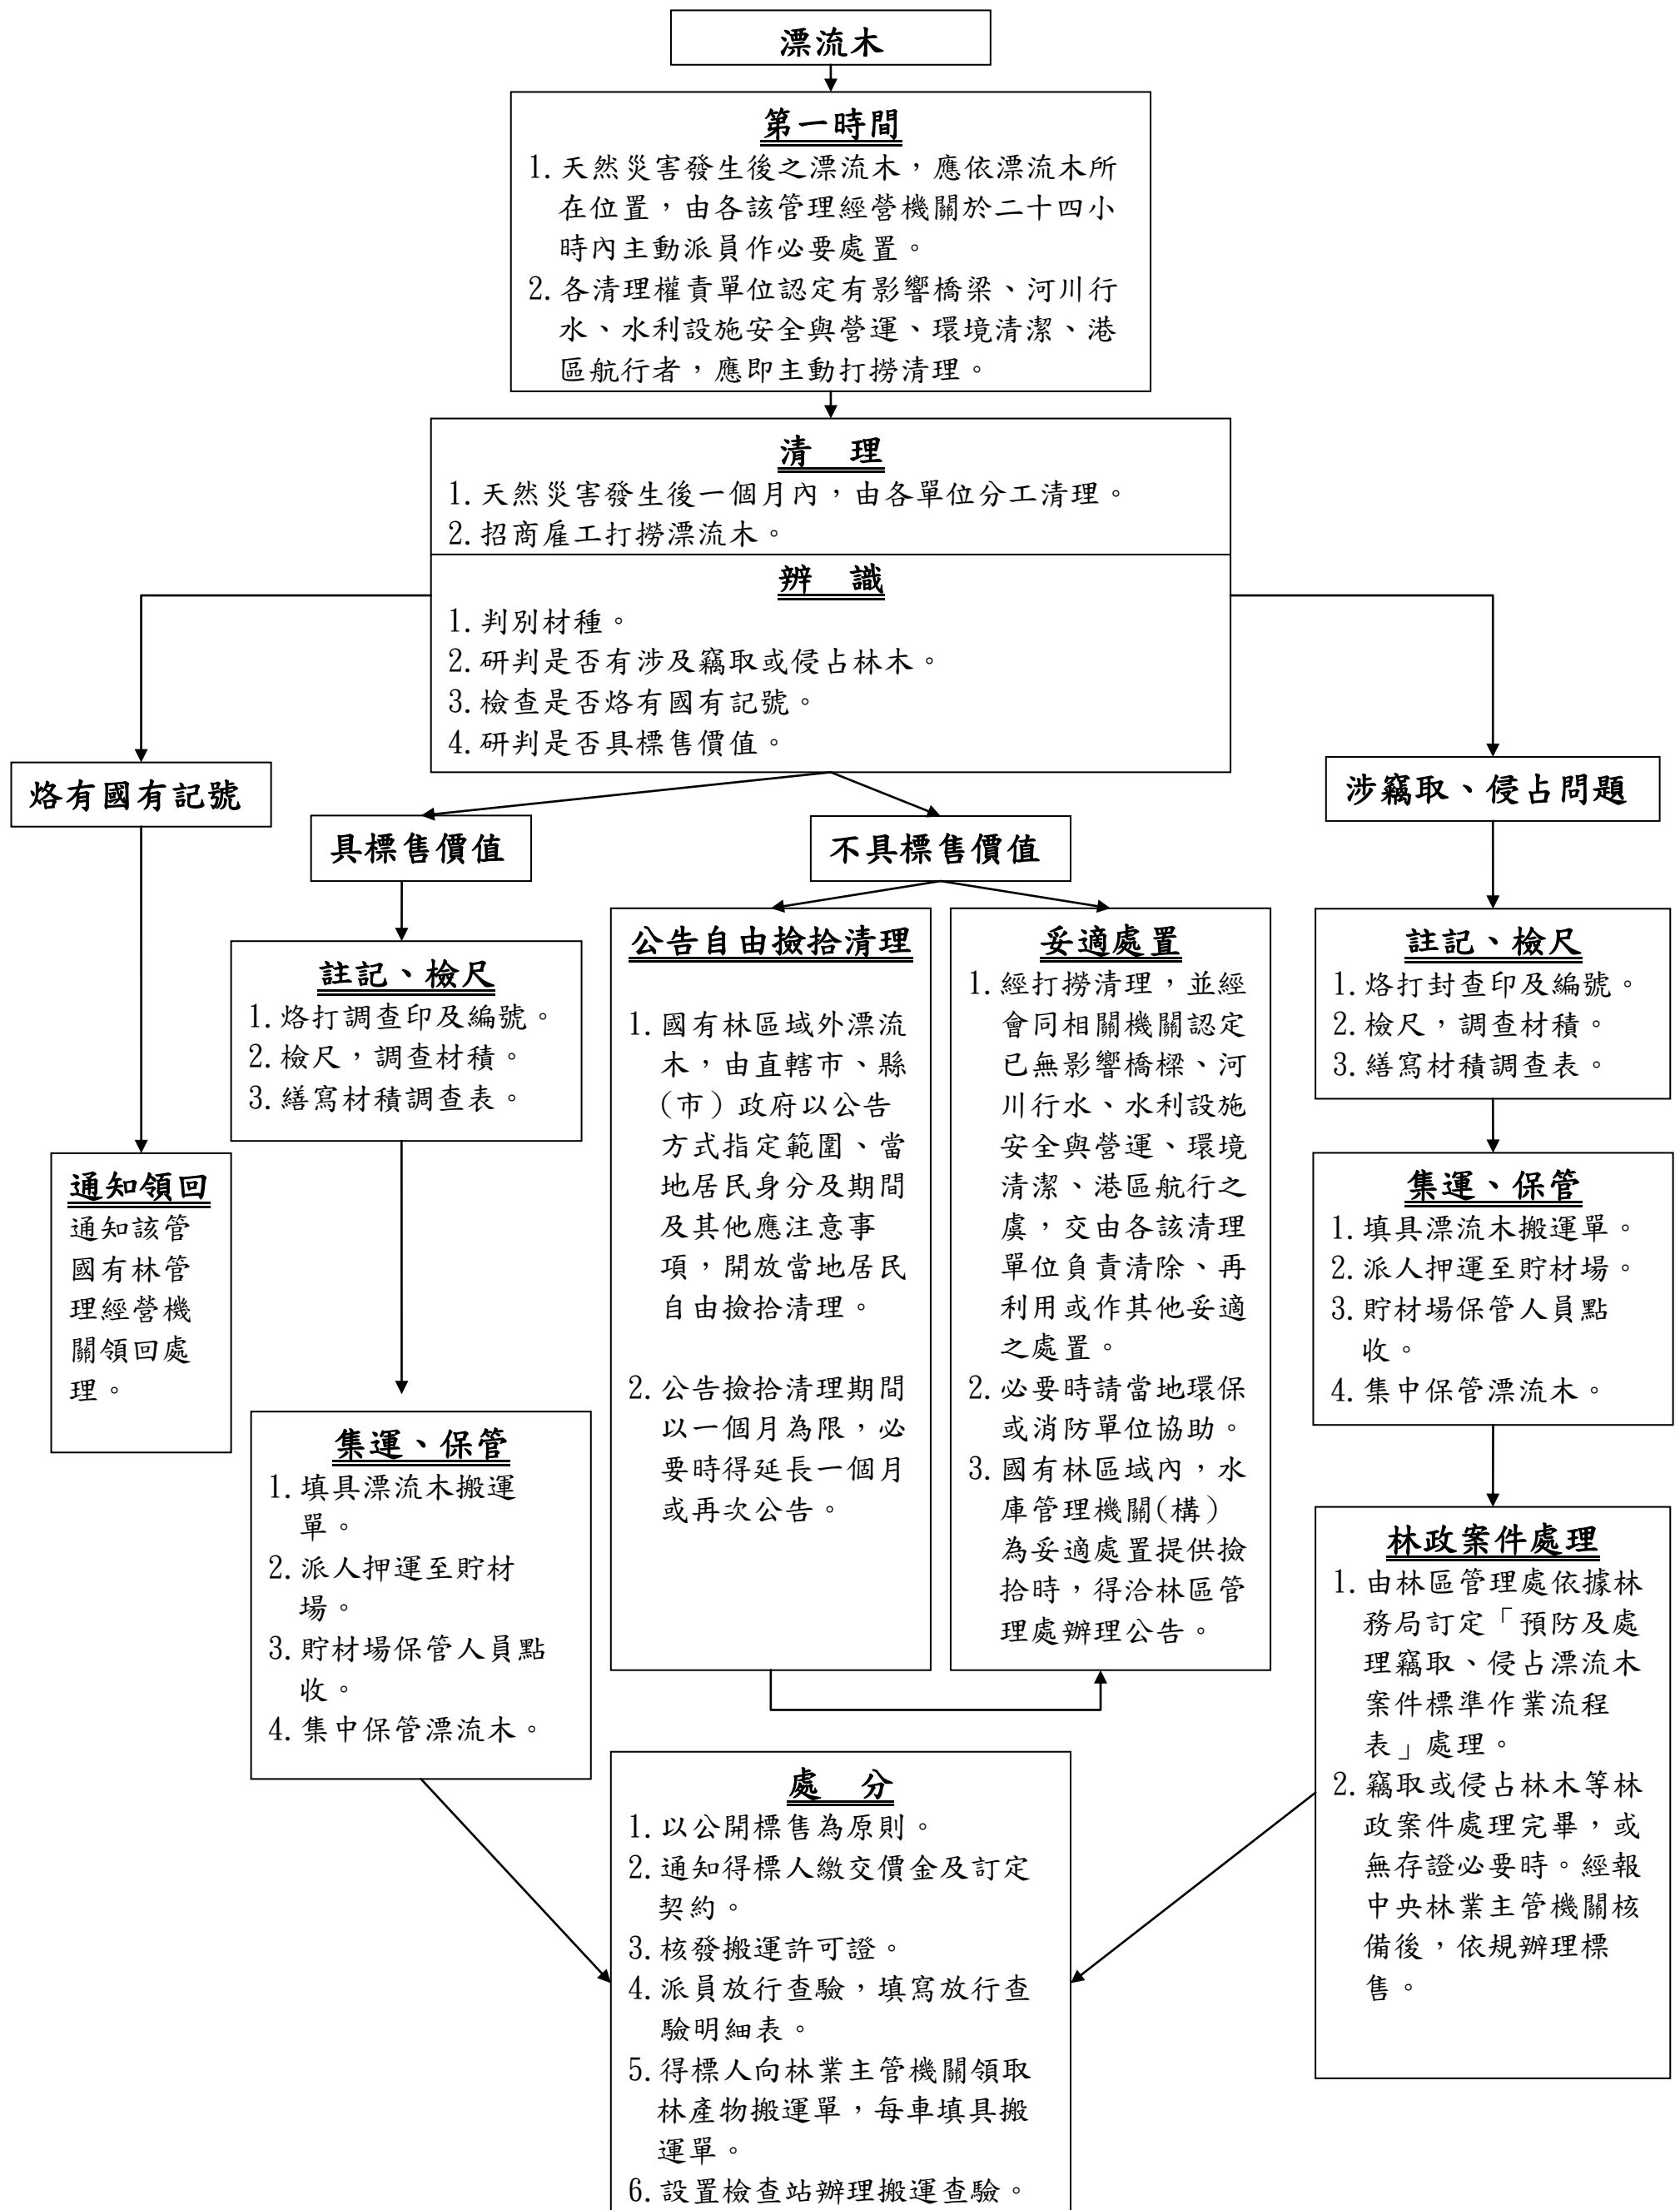 漂流木
第一時間
1. 天然災害發生後之漂流木，應依漂流木所
在位置，由各該管理經營機關於二十四小
時內主動派員作必要處置。
2. 各清理權責單位認定有影響橋梁、河川行
水、水利設施安全與營運、環境清潔、港
區航行者，應即主動打撈清理。
清　理
1. 天然災害發生後一個月內，由各單位分工清理。
2. 招商雇工打撈漂流木。
辨　識
1. 判別材種。
2. 研判是否有涉及竊取或侵占林木。
3. 檢查是否烙有國有記號。
4. 研判是否具標售價值。
烙有國有記號
通知領回
通知該管
國有林管
理經營機
關領回處
理。
具標售價值
註記、檢尺
1. 烙打調查印及編號。
2. 檢尺，調查材積。
3. 繕寫材積調查表。
集運、保管
1. 填具漂流木搬運
單。
2. 派人押運至貯材
場。
3. 貯材場保管人員點
收。
4. 集中保管漂流木。
不具標售價值
公告自由撿拾清理
1. 國有林區域外漂流
木，由直轄市、縣
(市）政府以公告
方式指定範圍、當
地居民身分及期間
及其他應注意事
項，開放當地居民
自由撿拾清理。
2. 公告撿拾清理期間
以一個月為限，必
要時得延長一個月
或再次公告。
妥適處置
1. 經打撈清理，並經
會同相關機關認定
已無影響橋樑、河
川行水、水利設施
安全與營運、環境
清潔、港區航行之
虞，交由各該清理
單位負責清除、再
利用或作其他妥適
之處置。
2. 必要時請當地環保
或消防單位協助。
3. 國有林區域內，水
庫管理機關(構）
為妥適處置提供撿
拾時，得洽林區管
理處辦理公告。
涉竊取、侵占問題
註記、檢尺
1. 烙打封查印及編號。
2. 檢尺，調查材積。
3. 繕寫材積調查表。
集運、保管
1. 填具漂流木搬運單。
2. 派人押運至貯材場。
3. 貯材場保管人員點
收。
4. 集中保管漂流木。
林政案件處理
1. 由林區管理處依據林
務局訂定「預防及處
理竊取、侵占漂流木
案件標準作業流程
表」處理。
2. 竊取或侵占林木等林
政案件處理完畢，或
無存證必要時。經報
中央林業主管機關核
備後，依規辦理標
售。
處　分
1. 以公開標售為原則。
2. 通知得標人繳交價金及訂定
契約。
3. 核發搬運許可證。
4. 派員放行查驗，填寫放行查
驗明細表。
5. 得標人向林業主管機關領取
林產物搬運單，每車填具搬
運單。
6. 設置檢查站辦理搬運查驗。